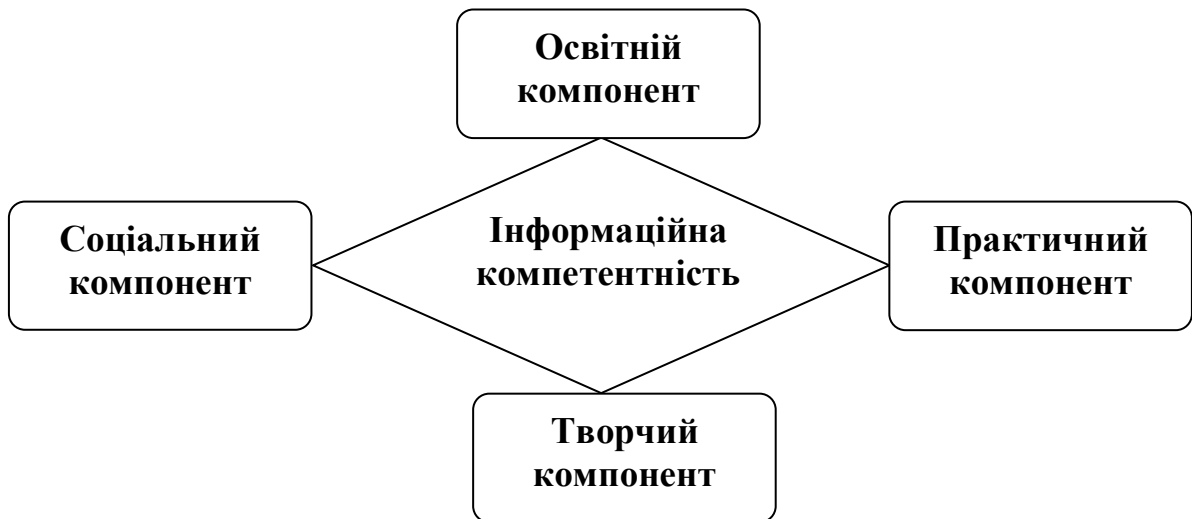 Освітній
компонент
Соціальний
компонент
Інформаційна
компетентність
Практичний
компонент
Творчий
компонент